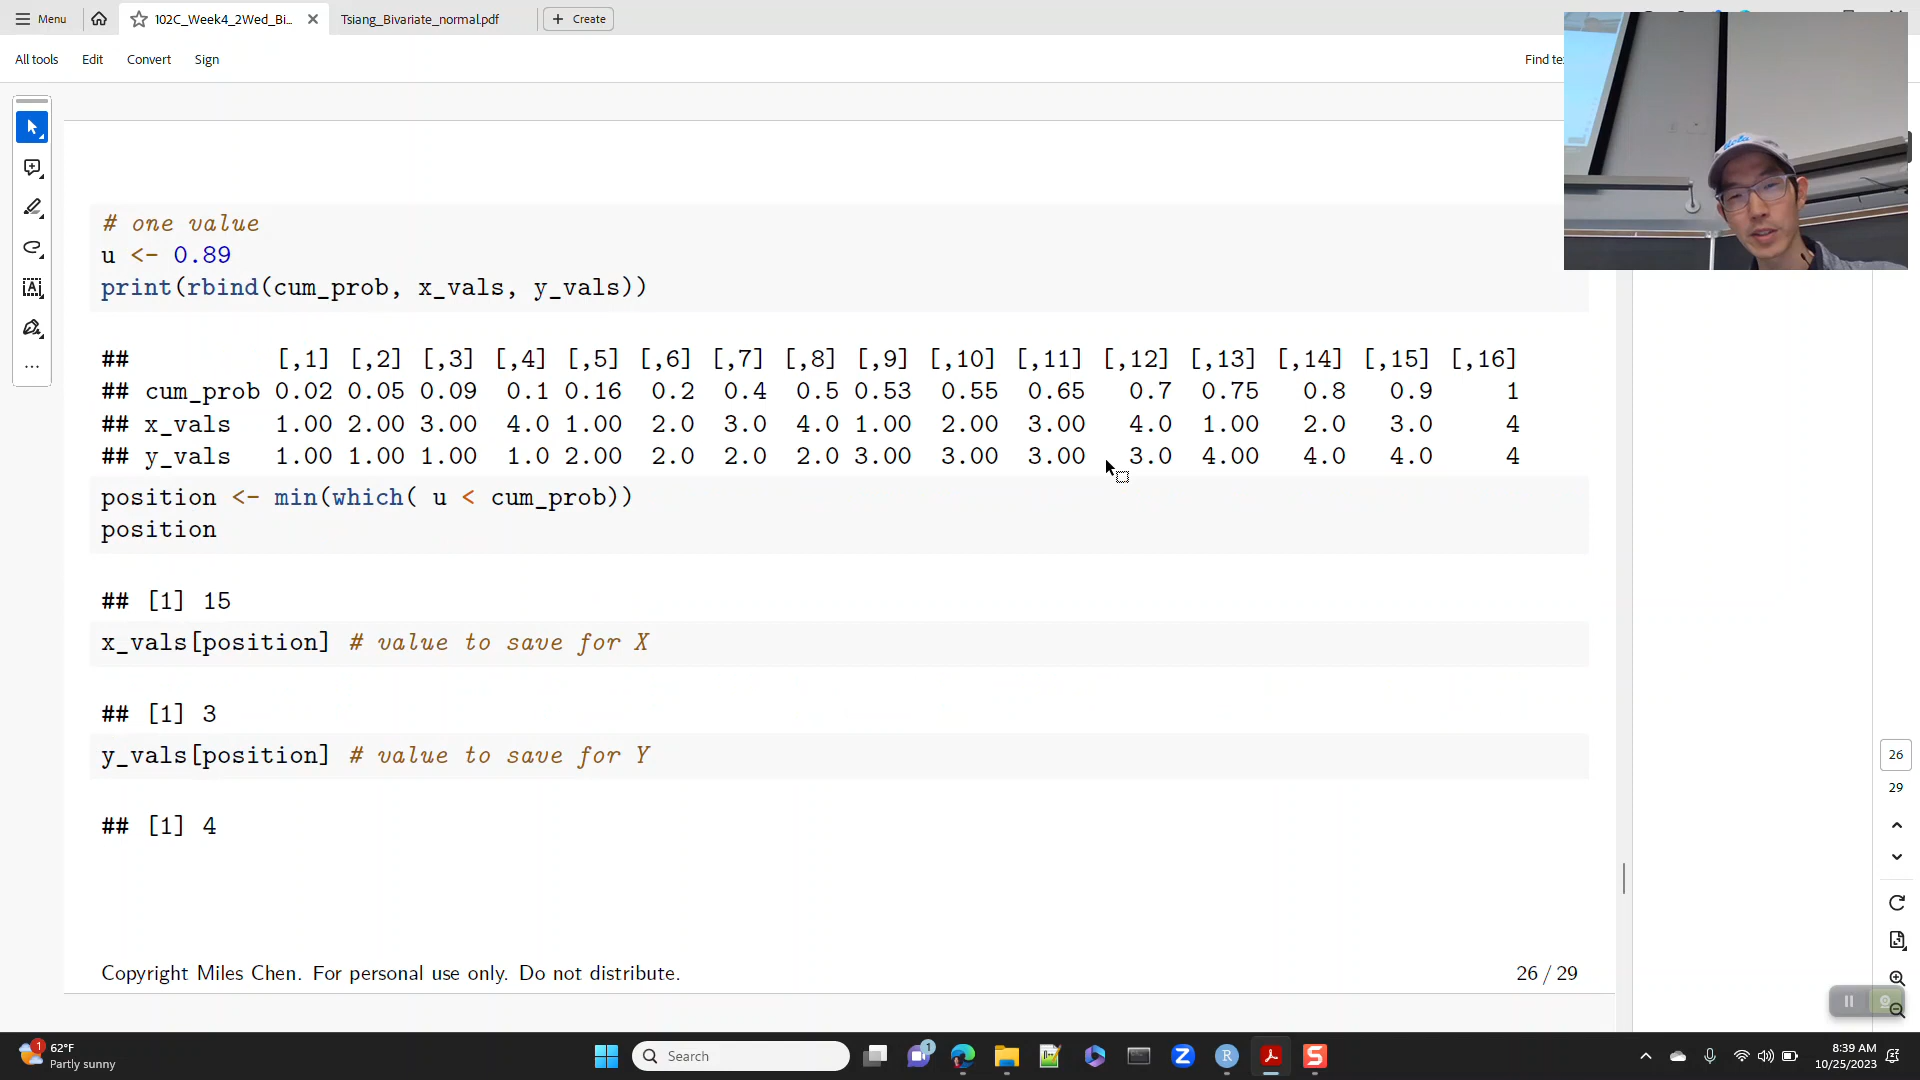 Menu
102C_Week4_2Wed_Bi...
Tsiang_Bivariate_normal.pdf
Create
All tools
Edit
Convert
Sign
Find te
# one value
u <- 0.89
print(rbind(cum_prob, x_vals, y_vals))
## [,1] [,2] [,3] [,4] [,5] [,6] [,7] [,8] [,9] [,10] [,11] [,12] [,13] [,14] [,15] [,16]
## cum_prob 0.02 0.05 0.09 0.1 0.16 0.2 0.4 0.5 0.53 0.55 0.65 0.7 0.75 0.8 0.9 1
## x_vals 1.00 2.00 3.00 4.0 1.00 2.0 3.0 4.0 1.00 2.00 3.00 4.0 1.00 2.0 3.0 4
## y_vals 1.00 1.00 1.00 1.0 2.00 2.0 2.0 2.0 3.00 3.00 3.00 3.0 4.00 4.0 4.0 4
position <- min(which( u < cum_prob))
position
## [1] 15
x_vals[position] # value to save for X
## [1] 3
y_vals[position] # value to save for Y
## [1] 4
Copyright Miles Chen. For personal use only. Do not distribute.
26 / 29
26
29
1
62°F
Partly sunny
Search
1
8:39 AM
10/25/2023